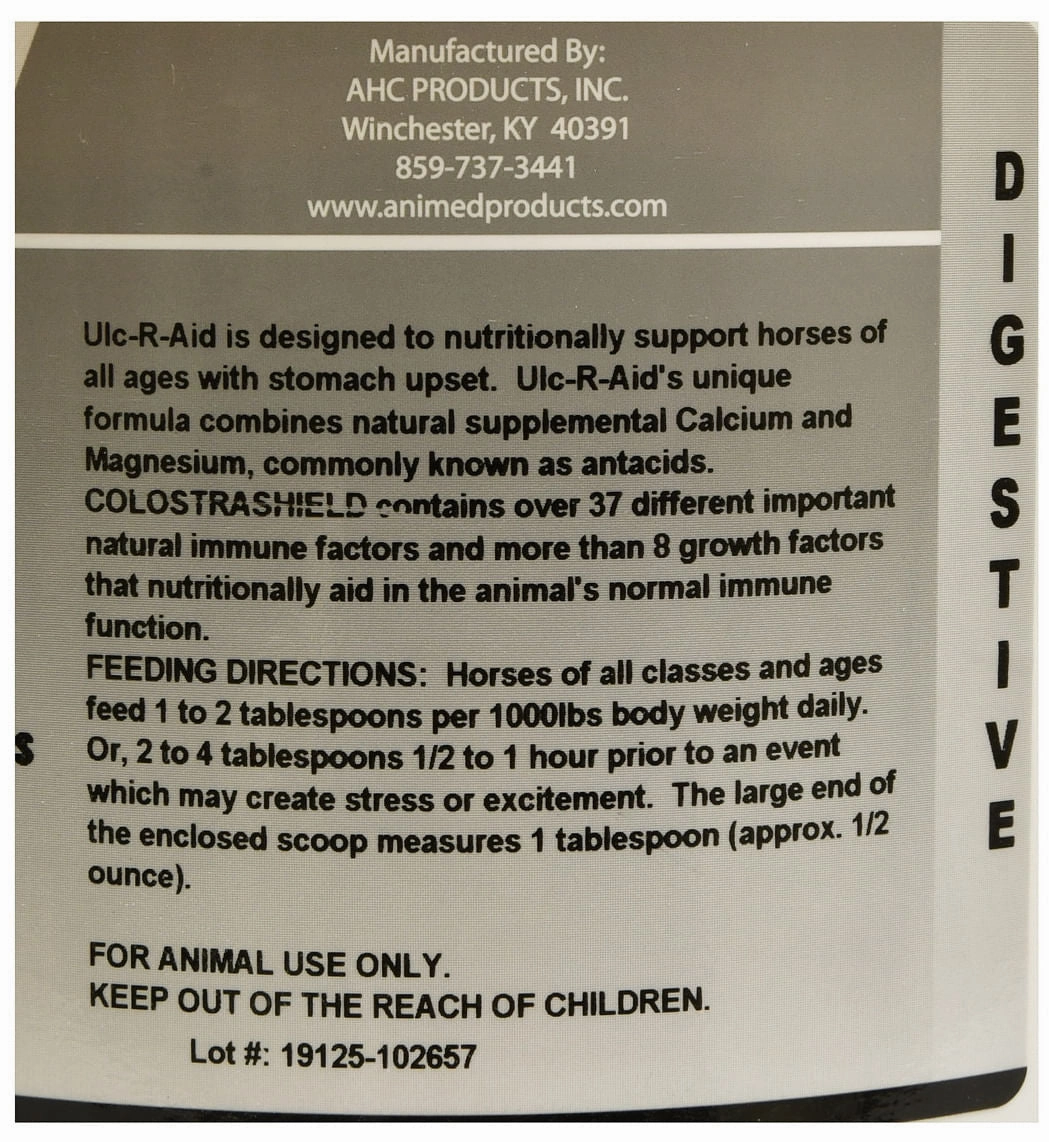 Manufactured By:
AHC PRODUCTS, INC.
Winchester, KY 40391
859-737-3441
www.animedproducts.com
Ulc-R-Aid is designed to nutritionally support horses of
all ages with stomach upset. Ulc-R-Aid's unique
formula combines natural supplemental Calcium and
Magnesium, commonly known as antacids.
COLOSTRASHIELD contains over 37 different important
natural immune factors and more than 8 growth factors
that nutritionally aid in the animal's normal immune
function.
FEEDING DIRECTIONS: Horses of all classes and ages
feed 1 to 2 tablespoons per 1000lbs body weight daily.
Or, 2 to 4 tablespoons 1/2 to 1 hour prior to an event
which may create stress or excitement. The large end of
the enclosed scoop measures 1 tablespoon (approx. 1/2
ounce).
FOR ANIMAL USE ONLY.
KEEP OUT OF THE REACH OF CHILDREN.
Lot #: 19125-102657
DIGESTIVE